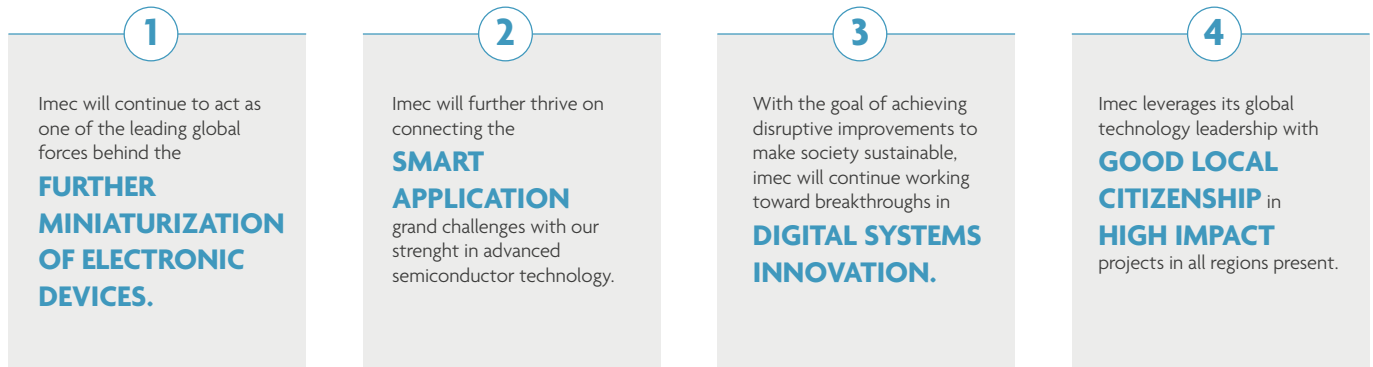 1
Imec will continue to act as
one of the leading global
forces behind the
FURTHER
MINIATURIZATION
OF ELECTRONIC
DEVICES.
2
Imec will further thrive on
connecting the
SMART
APPLICATION
grand challenges with our
strenght in advanced
semiconductor technology.
3
With the goal of achieving
disruptive improvements to
make society sustainable,
imec will continue working
toward breakthroughs in
DIGITAL SYSTEMS
INNOVATION.
4
Imec leverages its global
technology leadership with
GOOD LOCAL
CITIZENSHIP in
HIGH IMPACT
projects in all regions present.